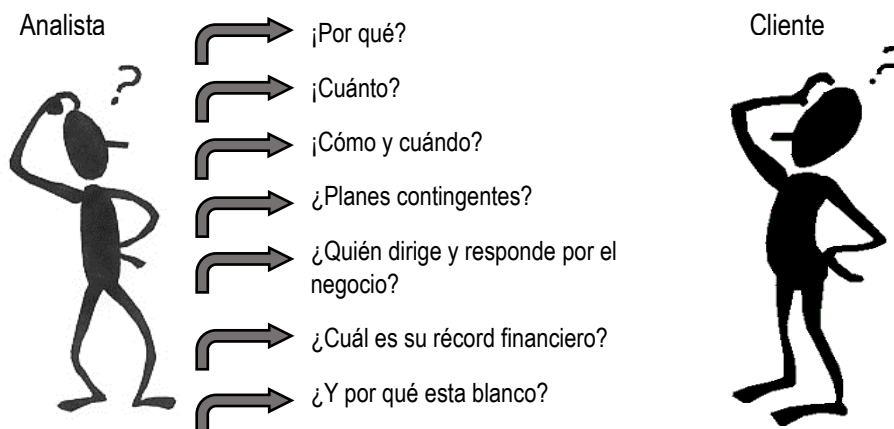 Analista
Cliente
¡Por qué?
¡Cuánto?
¡Cómo y cuándo?
¿Planes contingentes?
¿Quién dirige y responde por el
negocio?
¿Cuál es su récord financiero?
¿Y por qué esta blanco?
?
?